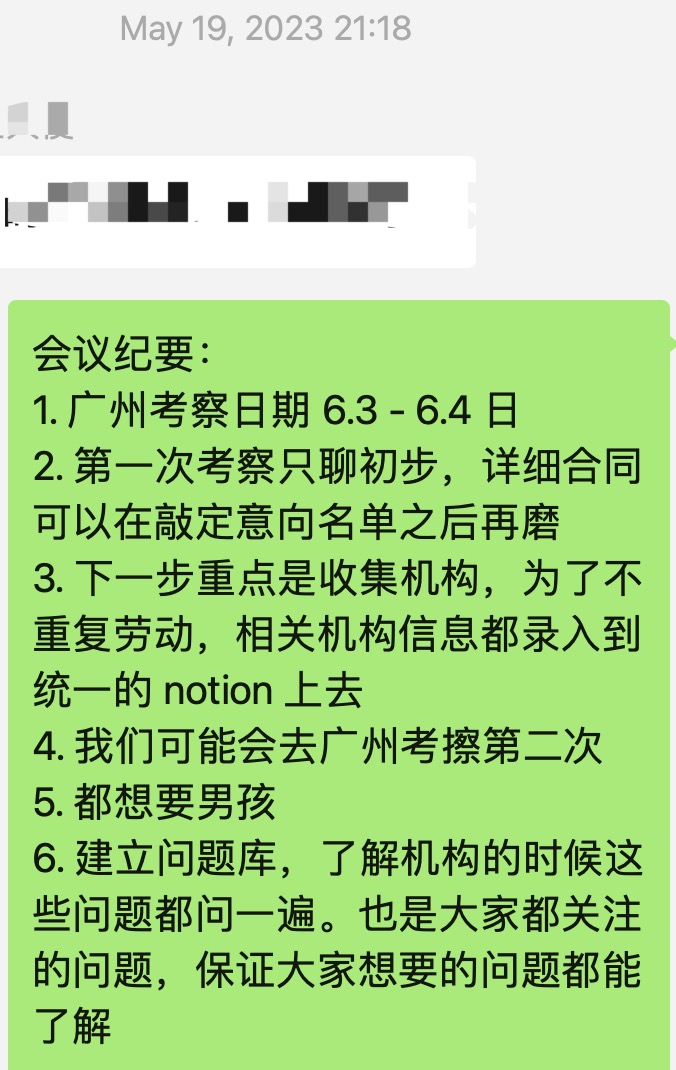 May 19, 2023 21:18
会议纪要：
1. 广州考察日期 6.3 - 6.4 日
2. 第一次考察只聊初步，详细合同
可以在敲定意向名单之后再磨
3. 下一步重点是收集机构，为了不
重复劳动，相关机构信息都录入到
统一的 notion 上去
4. 我们可能会去广州考擦第二次
5. 都想要男孩
6. 建立问题库，了解机构的时候这
些问题都问一遍。也是大家都关注
的问题，保证大家想要的问题都能
了解